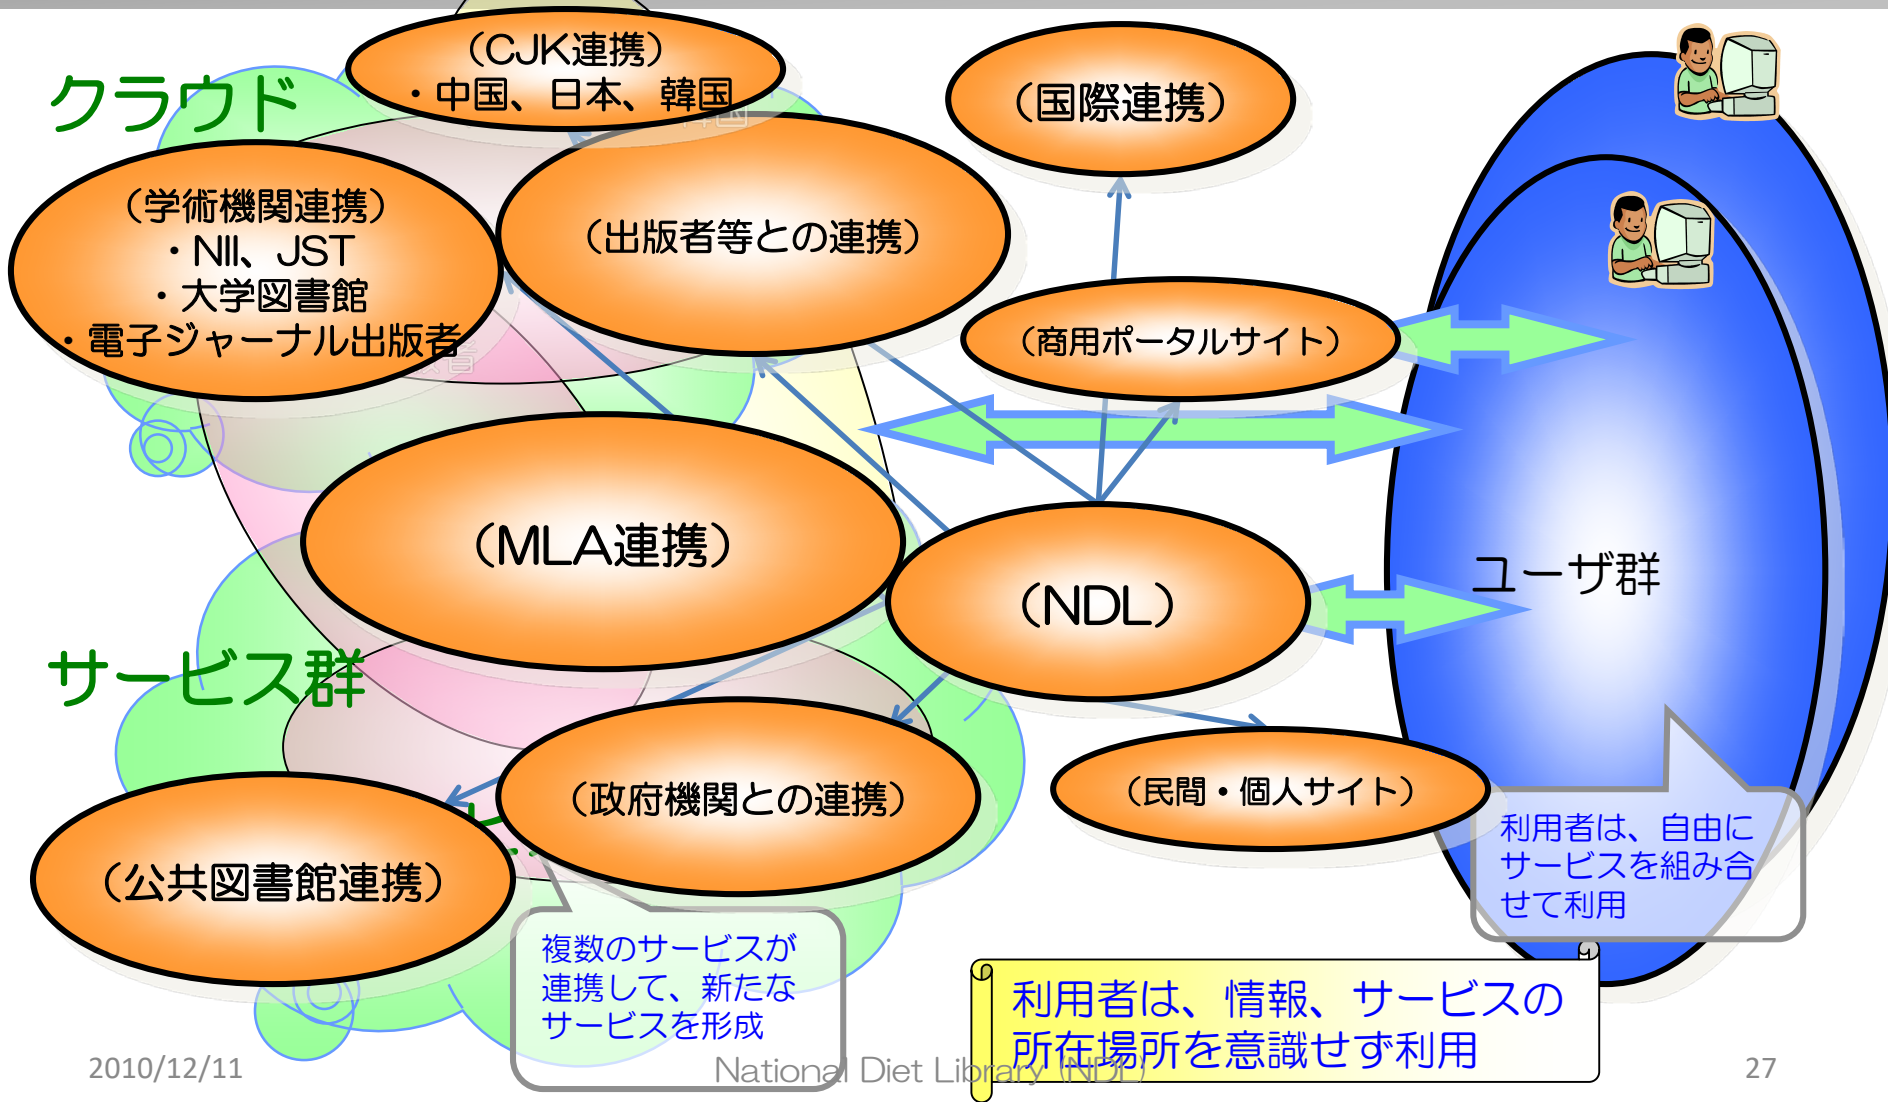 クラウド
（CJK連携）
・中国、日本、韓国
（国際連携）
（学術機関連携）
・NII、JST
・大学図書館
・電子ジャーナル出版者
（出版者等との連携）
（商用ポータルサイト）
（MLA連携）
（NDL）
ユーザ群
サービス群
（政府機関との連携）
（民間・個人サイト）
（公共図書館連携）
利用者は、自由に
サービスを組み合
せて利用
複数のサービスが
連携して、新たな
サービスを形成
利用者は、情報、サービスの
所在場所を意識せず利用
2010/12/11
National Diet Library (NDL)
27